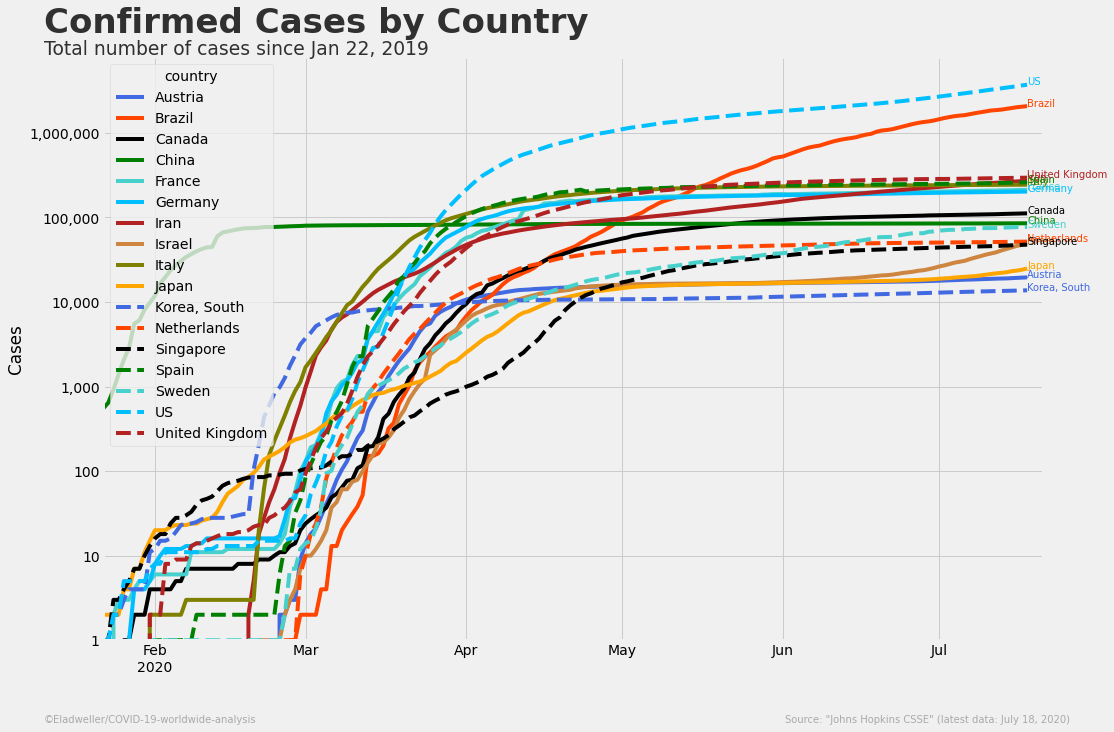 Confirmed Cases by Country
Total number of cases since Jan 22, 2019
country
Austria
Brazil
Canada
China
France
Germany
Iran
Israel
Italy
Japan
Korea, South
Netherlands
Singapore
Spain
Sweden
US
United Kingdom
Cases
1,000,000
100,000
10,000
1,000
100
10
1
US
Brazil
United Kingdom
Spain
Germany
Canada
China
Sweden
Netherlands
Singapore
Japan
Austria
Korea, South
Feb
2020
Mar
Apr
May
Jun
Jul
©Eladweller/COVID-19-worldwide-analysis
Source: "Johns Hopkins CSSE" (latest data: July 18, 2020)